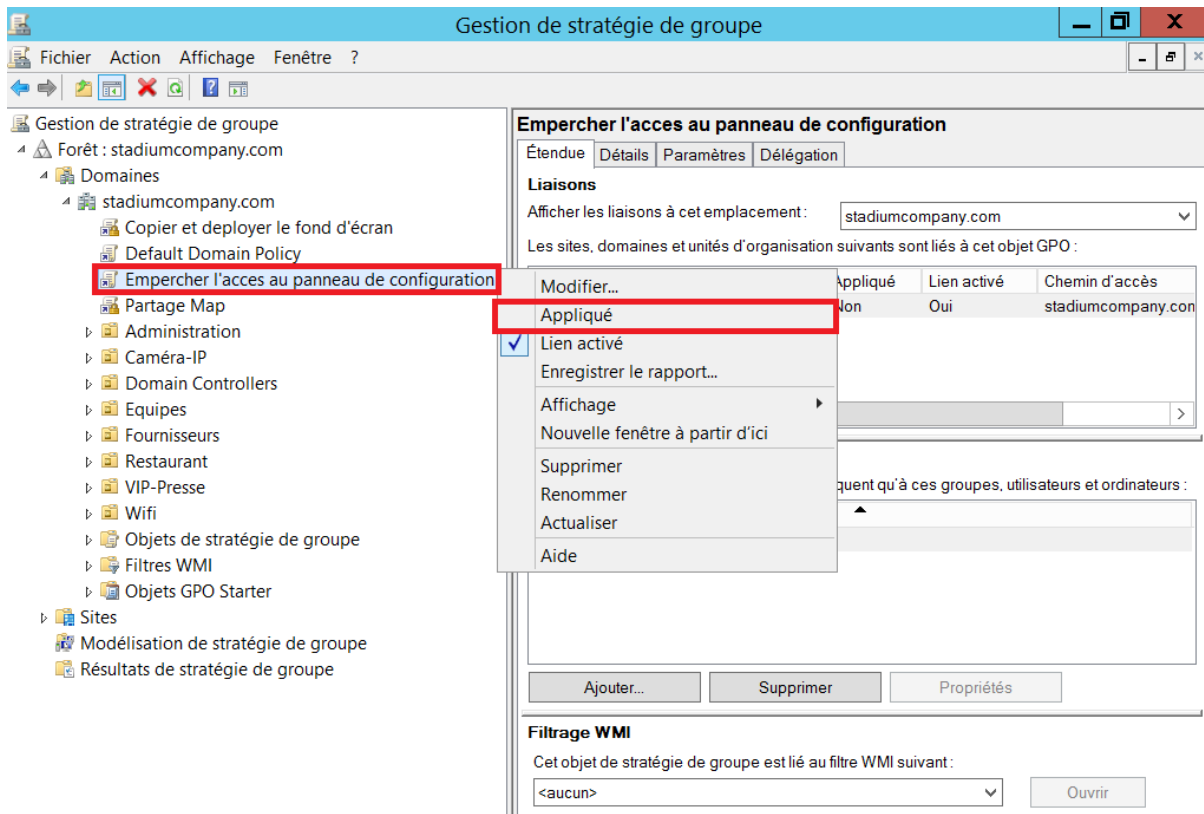 Gestion de stratégie de groupe
Fichier Action Affichage Fenêtre ?
Gestion de stratégie de groupe
Forêt : stadiumcompany.com
Domaines
stadiumcompany.com
Copier et deployer le fond d'écran
Default Domain Policy
Empercher l'acces au panneau de configuration
Partage Map
Administration
Caméra-IP
Domain Controllers
Equipes
Fournisseurs
Restaurant
VIP-Presse
Wifi
Objets de stratégie de groupe
Filtres WMI
Objets GPO Starter
Sites
Modélisation de stratégie de groupe
Résultats de stratégie de groupe
Modifier...
Appliqué
Lien activé
Enregistrer le rapport...
Affichage
Nouvelle fenêtre à partir d'ici
Supprimer
Renommer
Actualiser
Aide
Empercher l'acces au panneau de configuration
Étendue Détails Paramètres Délégation
Liaisons
Afficher les liaisons à cet emplacement : stadiumcompany.com
Les sites, domaines et unités d'organisation suivants sont liés à cet objet GPO :
Appliqué Lien activé Chemin d'accès
Non Oui stadiumcompany.com
quent qu'à ces groupes, utilisateurs et ordinateurs :
Ajouter... Supprimer Propriétés
Filtrage WMI
Cet objet de stratégie de groupe est lié au filtre WMI suivant :
<aucun> Ouvrir